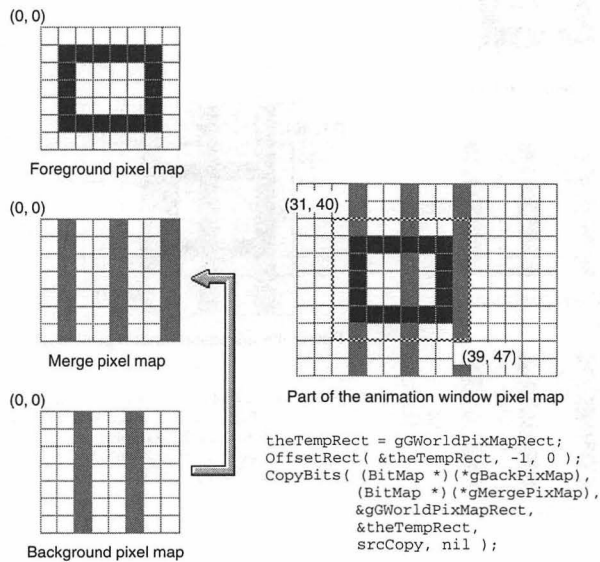 (0, 0)
Foreground pixel map
(0, 0)
Merge pixel map
(0, 0)
Background pixel map
(31, 40)
(39, 47)
Part of the animation window pixel map
theTempRect = gGWorldPixMapRect;
OffsetRect( &theTempRect, -1, 0 );
CopyBits( (BitMap *)(*gBackPixMap),
(BitMap *)(*gMergePixMap),
&gGWorldPixMapRect,
&theTempRect,
srcCopy, nil );